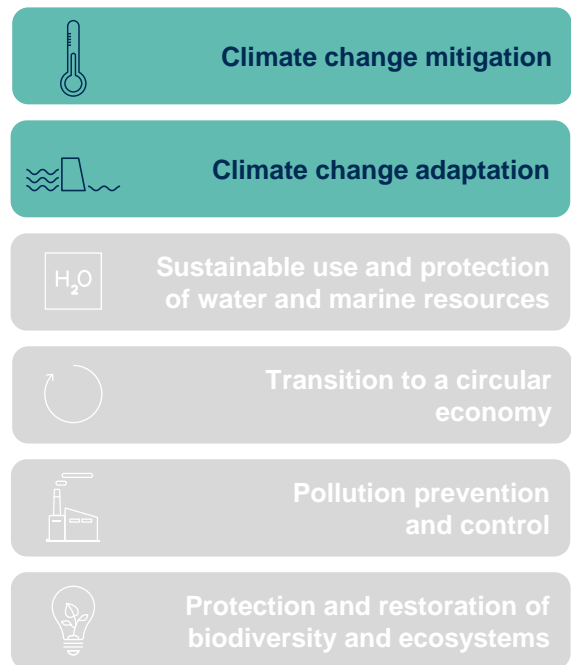 Climate change mitigation
Climate change adaptation
H₂O
Sustainable use and protection
of water and marine resources
Transition to a circular
economy
Pollution prevention
and control
Protection and restoration of
biodiversity and ecosystems